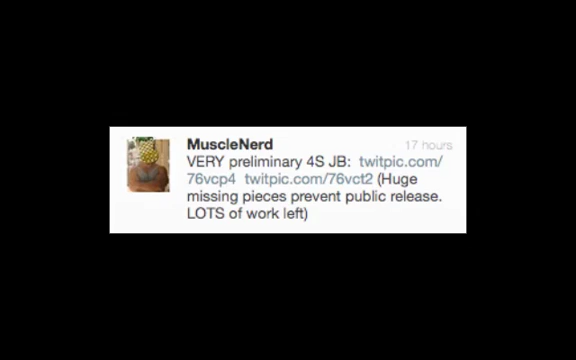 MuscleNerd 17 hours
VERY preliminary 4S JB: twitpic.com/
76vcp4 twitpic.com/76vct2 (Huge
missing pieces prevent public release.
LOTS of work left)